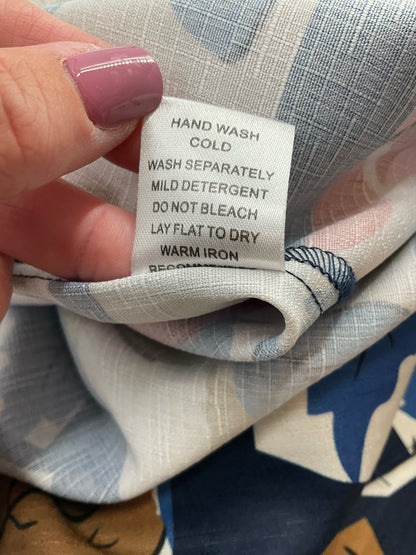 HAND WASH
COLD
WASH SEPARATELY
MILD DETERGENT
DO NOT BLEACH
LAY FLAT TO DRY
WARM IRON